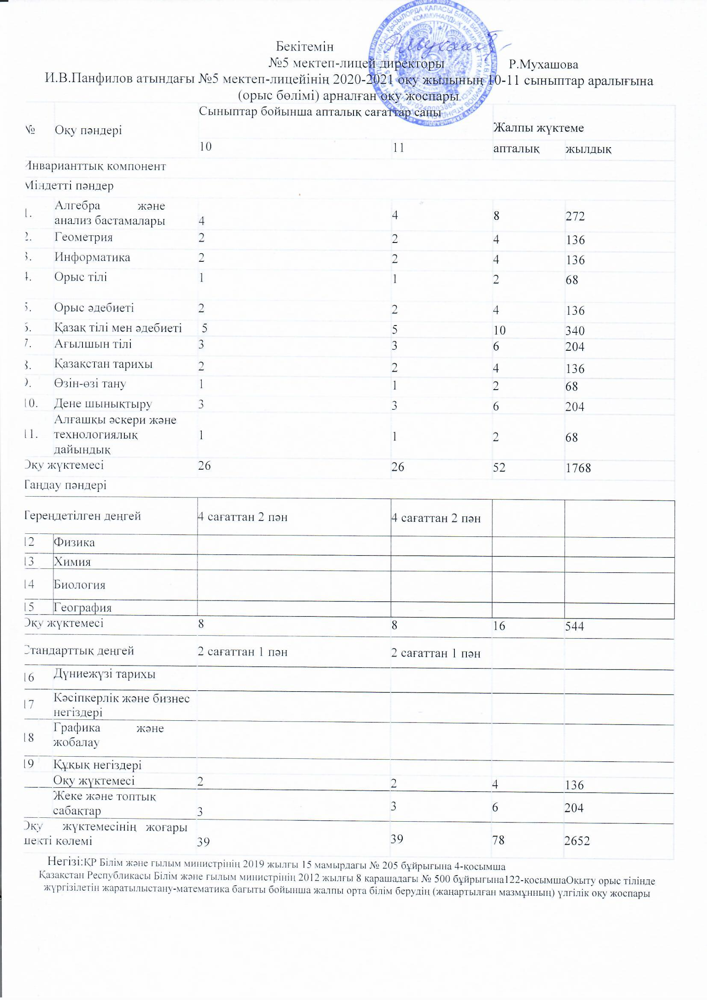 Бекітемін
№5 мектеп-лицей директоры Р.Мухашова
И.В.Панфилов атындағы №5 мектеп-лицейінің 2020-2021 оқу жылының 10-11 сыныптар аралығына
(орыс бөлімі) арналған оқу жоспары
№ Оқу пәндері Сыныптар бойынша апталық сағаттар саны Жалпы жүктеме
10 11 апталық жылдық
Инварианттық компонент
Міндетті пәндер
1. Алгебра және
анализ бастамалары 4 4 8 272
2. Геометрия 2 2 4 136
3. Информатика 2 2 4 136
4. Орыс тілі 1 1 2 68
5. Орыс әдебиеті 2 2 4 136
6. Қазақ тілі мен әдебиеті 5 5 10 340
7. Ағылшын тілі 3 3 6 204
8. Қазақстан тарихы 2 2 4 136
9. Өзін-өзі тану 1 1 2 68
10. Дене шынықтыру 3 3 6 204
11. Алғашқы әскери және
технологиялық 1 1 2 68
дайындық
Оқу жүктемесі 26 26 52 1768
Таңдау пәндері
Тереңдетілген деңгей 4 сағаттан 2 пән 4 сағаттан 2 пән
12 Физика
13 Химия
14 Биология
15 География
Оқу жүктемесі 8 8 16 544
Стандарттық деңгей 2 сағаттан 1 пән 2 сағаттан 1 пән
16 Дүниежүзі тарихы
17 Кәсіпкерлік және бизнес
негіздері
18 Графика және
жобалау
19 Құқық негіздері
Оқу жүктемесі 2 2 4 136
Жеке және топтық
сабақтар 3 3 6 204
Оқу жүктемесінің жоғары
шекті көлемі 39 39 78 2652
Негізі:ҚР Білім және ғылым министрінің 2019 жылғы 15 мамырдағы № 205 бұйрығына 4-қосымша
Қазақстан Республикасы Білім және ғылым министрінің 2012 жылғы 8 қарашадағы № 500 бұйрығына122-қосымшаОқыту орыс тілінде
жүргізілетін жаратылыстану-математика бағыты бойынша жалпы орта білім берудің (жаңартылған мазмұнның) үлгілік оқу жоспары